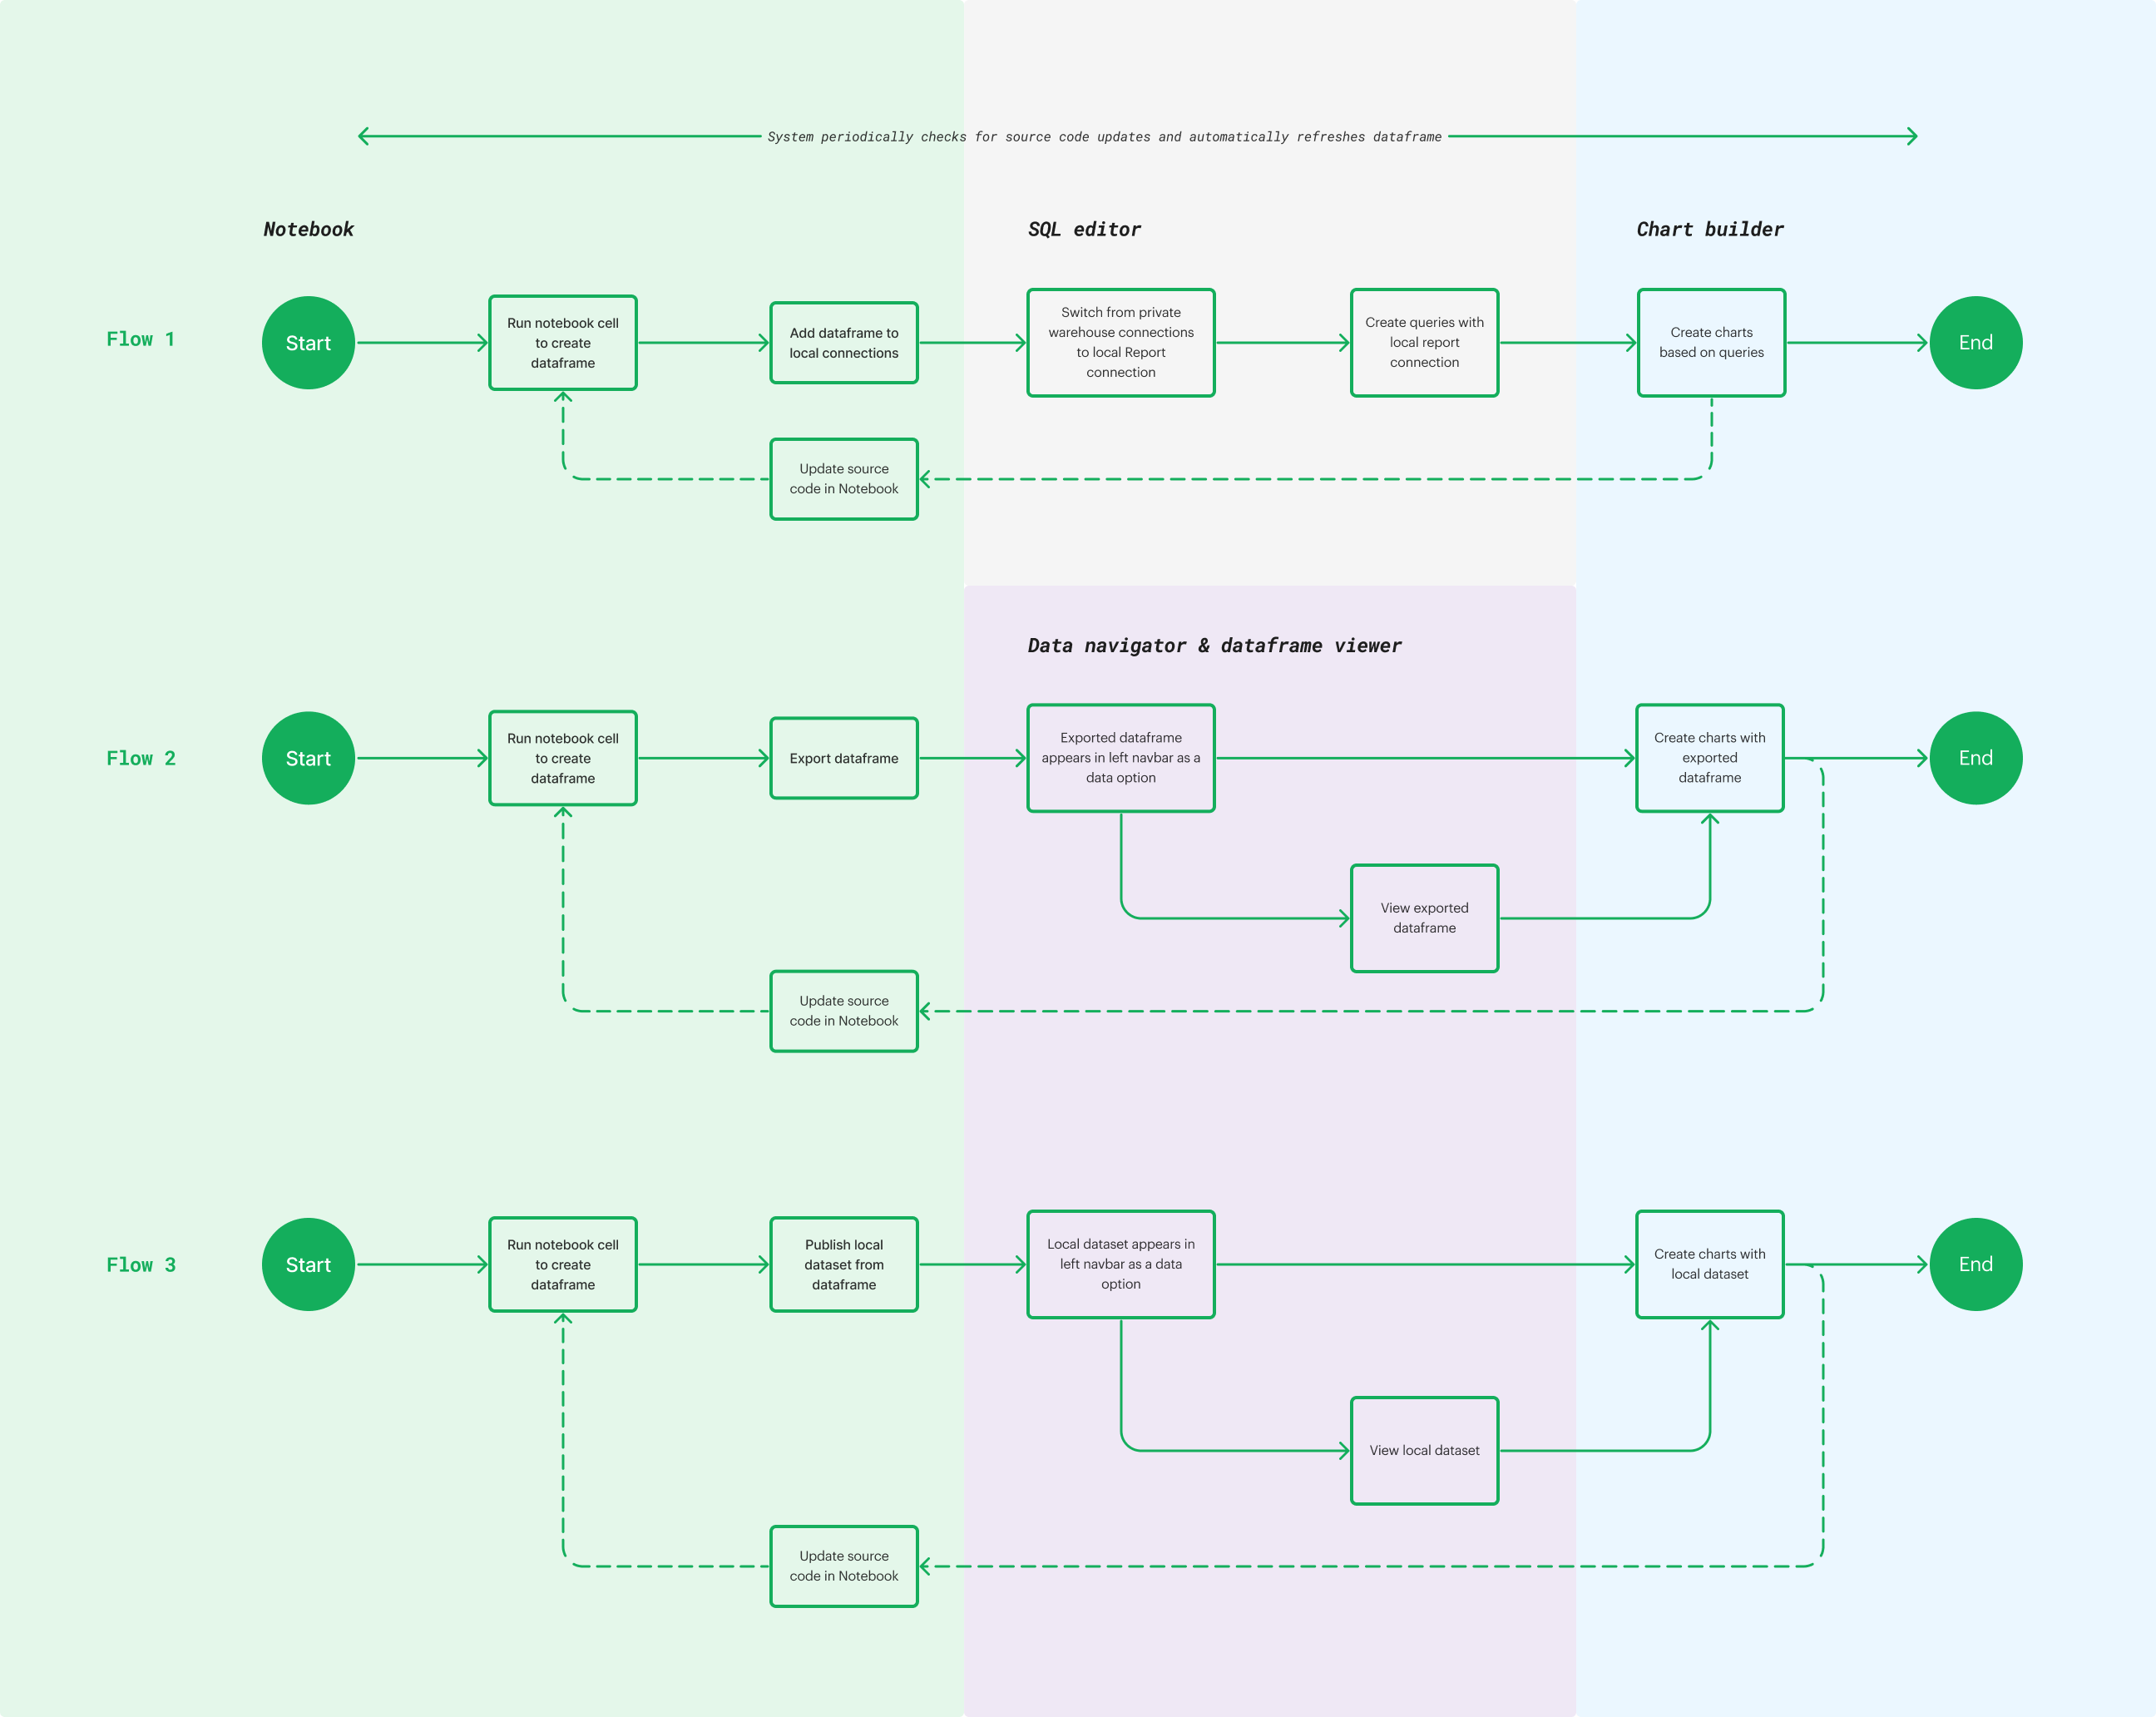 System periodically checks for source code updates and automatically refreshes dataframe
Notebook
SQL editor
Chart builder
Flow 1
Start
Run notebook cell
to create
dataframe
Add dataframe to
local connections
Switch from private
warehouse connections
to local Report
connection
Create queries with
local report
connection
Create charts
based on queries
End
Update source
code in Notebook
Data navigator & dataframe viewer
Flow 2
Start
Run notebook cell
to create
dataframe
Export dataframe
Exported dataframe
appears in left navbar as a
data option
Create charts with
exported
dataframe
End
View exported
dataframe
Update source
code in Notebook
Flow 3
Start
Run notebook cell
to create
dataframe
Publish local
dataset from
dataframe
Local dataset appears in
left navbar as a data
option
Create charts with
local dataset
End
View local dataset
Update source
code in Notebook